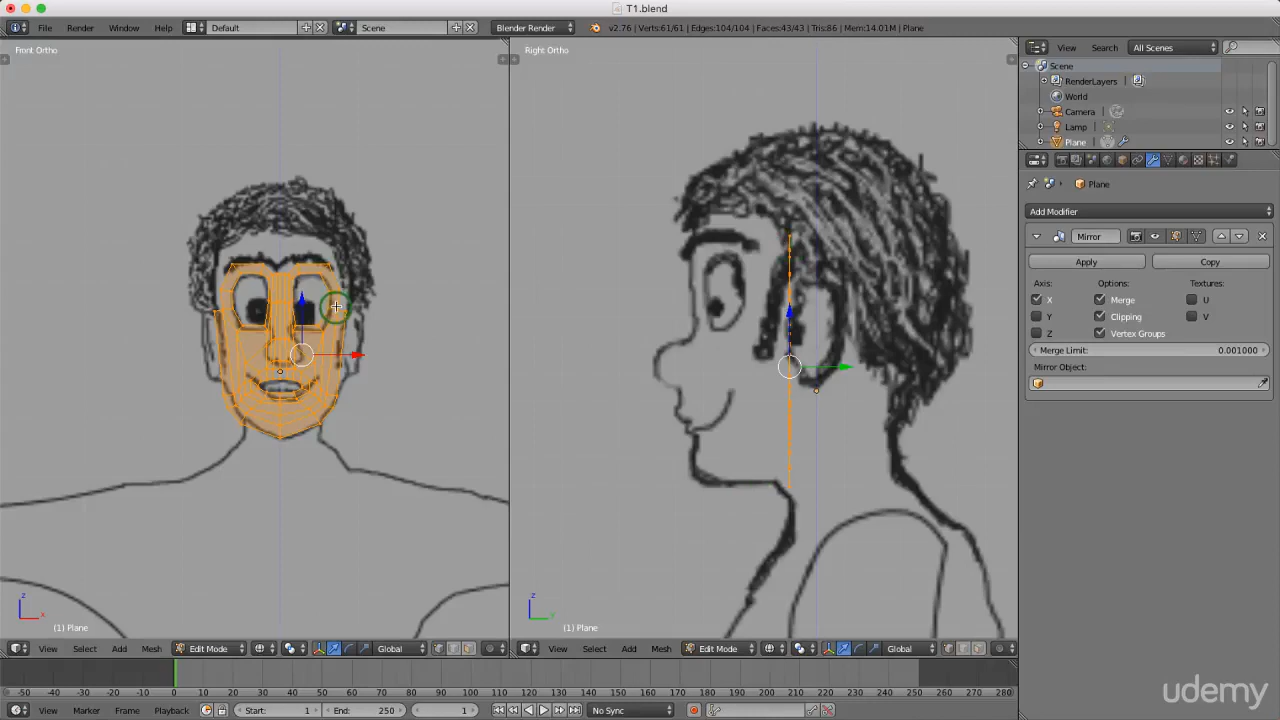 T1.blend
File Render Window Help Default Scene Blender Render v2.76 | Verts:61/61 | Edges:104/104 | Faces:43/43 | Tris:86 | Mem:14.01M | Plane
Front Ortho
Right Ortho
View Search All Scenes
Scene
RenderLayers
World
Camera
Lamp
Plane
Plane
Add Modifier
Mirror
Apply Copy
Axis: Options: Textures:
X Merge U
Y Clipping V
Z Vertex Groups
Merge Limit: 0.001000
Mirror Object:
z
x
(1) Plane
z
y
(1) Plane
View Select Add Mesh Edit Mode Global
View Select Add Mesh Edit Mode Global
-50 -40 -30 -20 -10 0 10 20 30 40 50 60 70 80 90 100 110 120 130 140 150 160 170 180 190 200 210 220 230 240 250 260 270 280
View Marker Frame Playback Start: 1 End: 250 1 No Sync
udemy